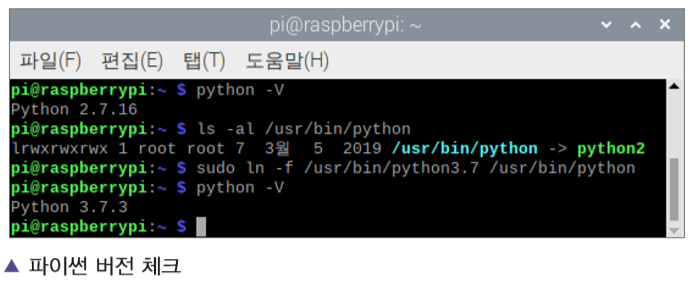 pi@raspberrypi: ~
파일(F) 편집(E) 탭(T) 도움말(H)
pi@raspberrypi:~ $ python -V
Python 2.7.16
pi@raspberrypi:~ $ ls -al /usr/bin/python
lrwxrwxrwx 1 root root 7 3월 5 2019 /usr/bin/python -> python2
pi@raspberrypi:~ $ sudo ln -f /usr/bin/python3.7 /usr/bin/python
pi@raspberrypi:~ $ python -V
Python 3.7.3
pi@raspberrypi:~ $
▲ 파이썬 버전 체크